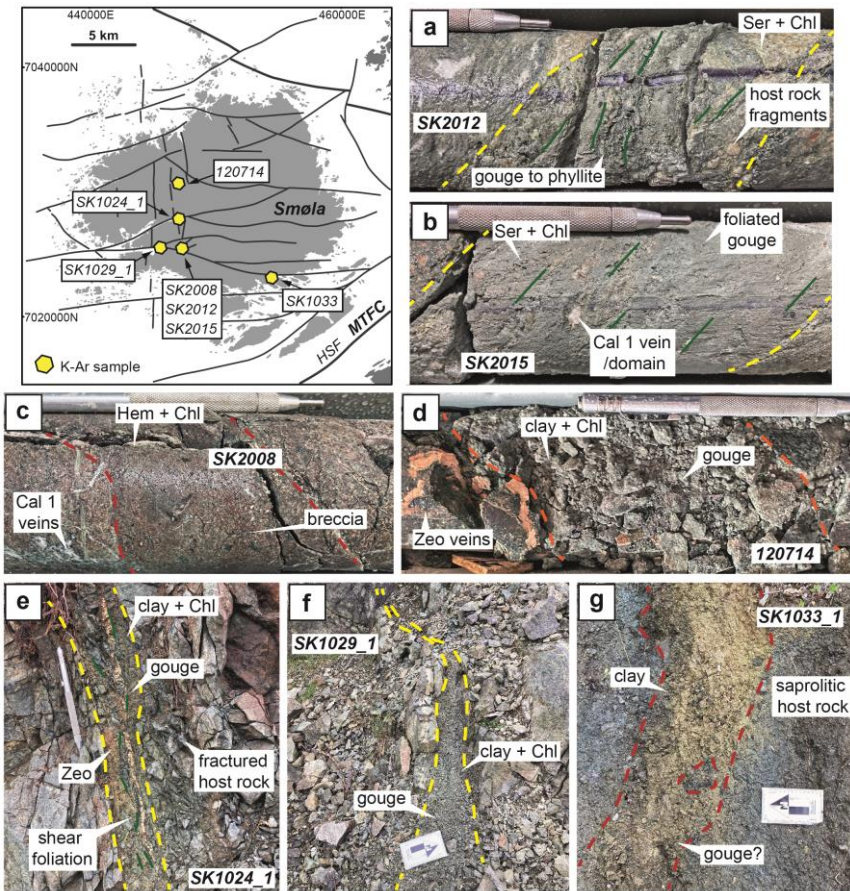 440000E
460000E
5 km
7040000N
120714
SK1024_1
Smøla
SK1029_1
SK2008
SK2012
SK2015
SK1033
7020000N
HSF
MTFC
K-Ar sample
a
Ser + Chl
SK2012
host rock
fragments
gouge to phyllite
b
Ser + Chl
foliated
gouge
Cal 1 vein
/domain
SK2015
c
Hem + Chl
SK2008
Cal 1
veins
breccia
d
clay + Chl
gouge
Zeo veins
120714
e
clay + Chl
gouge
Zeo
fractured
host rock
shear
foliation
SK1024_1
f
SK1029_1
clay + Chl
gouge
g
SK1033_1
clay
saprolitic
host rock
gouge?